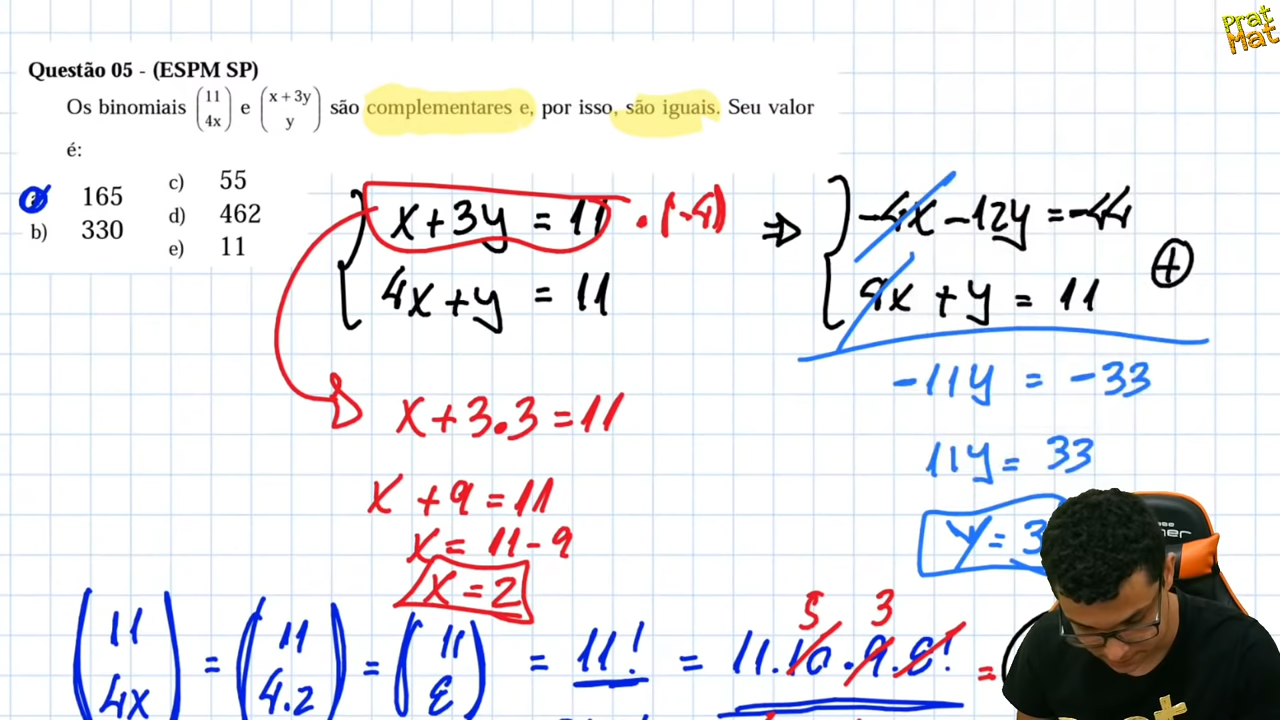 Prat
Mat
Questão 05 - (ESPM SP)
Os binomiais (11 4x) e (x + 3y y) são complementares e, por isso, são iguais. Seu valor
é:
165
b) 330
c) 55
d) 462
e) 11
x + 3y = 11 . (-4) ⇒
4x + y = 11
-4x - 12y = -44
4x + y = 11
⊕
-11y = -33
11y = 33
y = 3
x + 3.3 = 11
x + 9 = 11
x = 11 - 9
x = 2
(11 4x) = (11 4.2) = (11 8) = 11! = 11.10.9.8! =
5 3